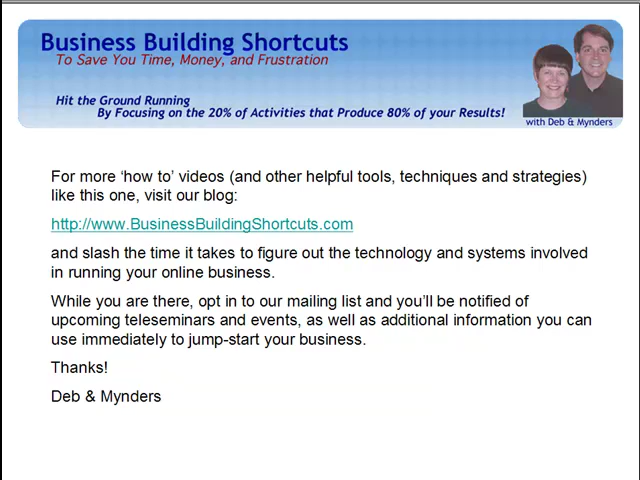 Business Building Shortcuts
To Save You Time, Money, and Frustration
Hit the Ground Running
By Focusing on the 20% of Activities that Produce 80% of your Results!
with Deb & Mynders
For more ‘how to’ videos (and other helpful tools, techniques and strategies)
like this one, visit our blog:
http://www.BusinessBuildingShortcuts.com
and slash the time it takes to figure out the technology and systems involved
in running your online business.
While you are there, opt in to our mailing list and you’ll be notified of
upcoming teleseminars and events, as well as additional information you can
use immediately to jump-start your business.
Thanks!
Deb & Mynders